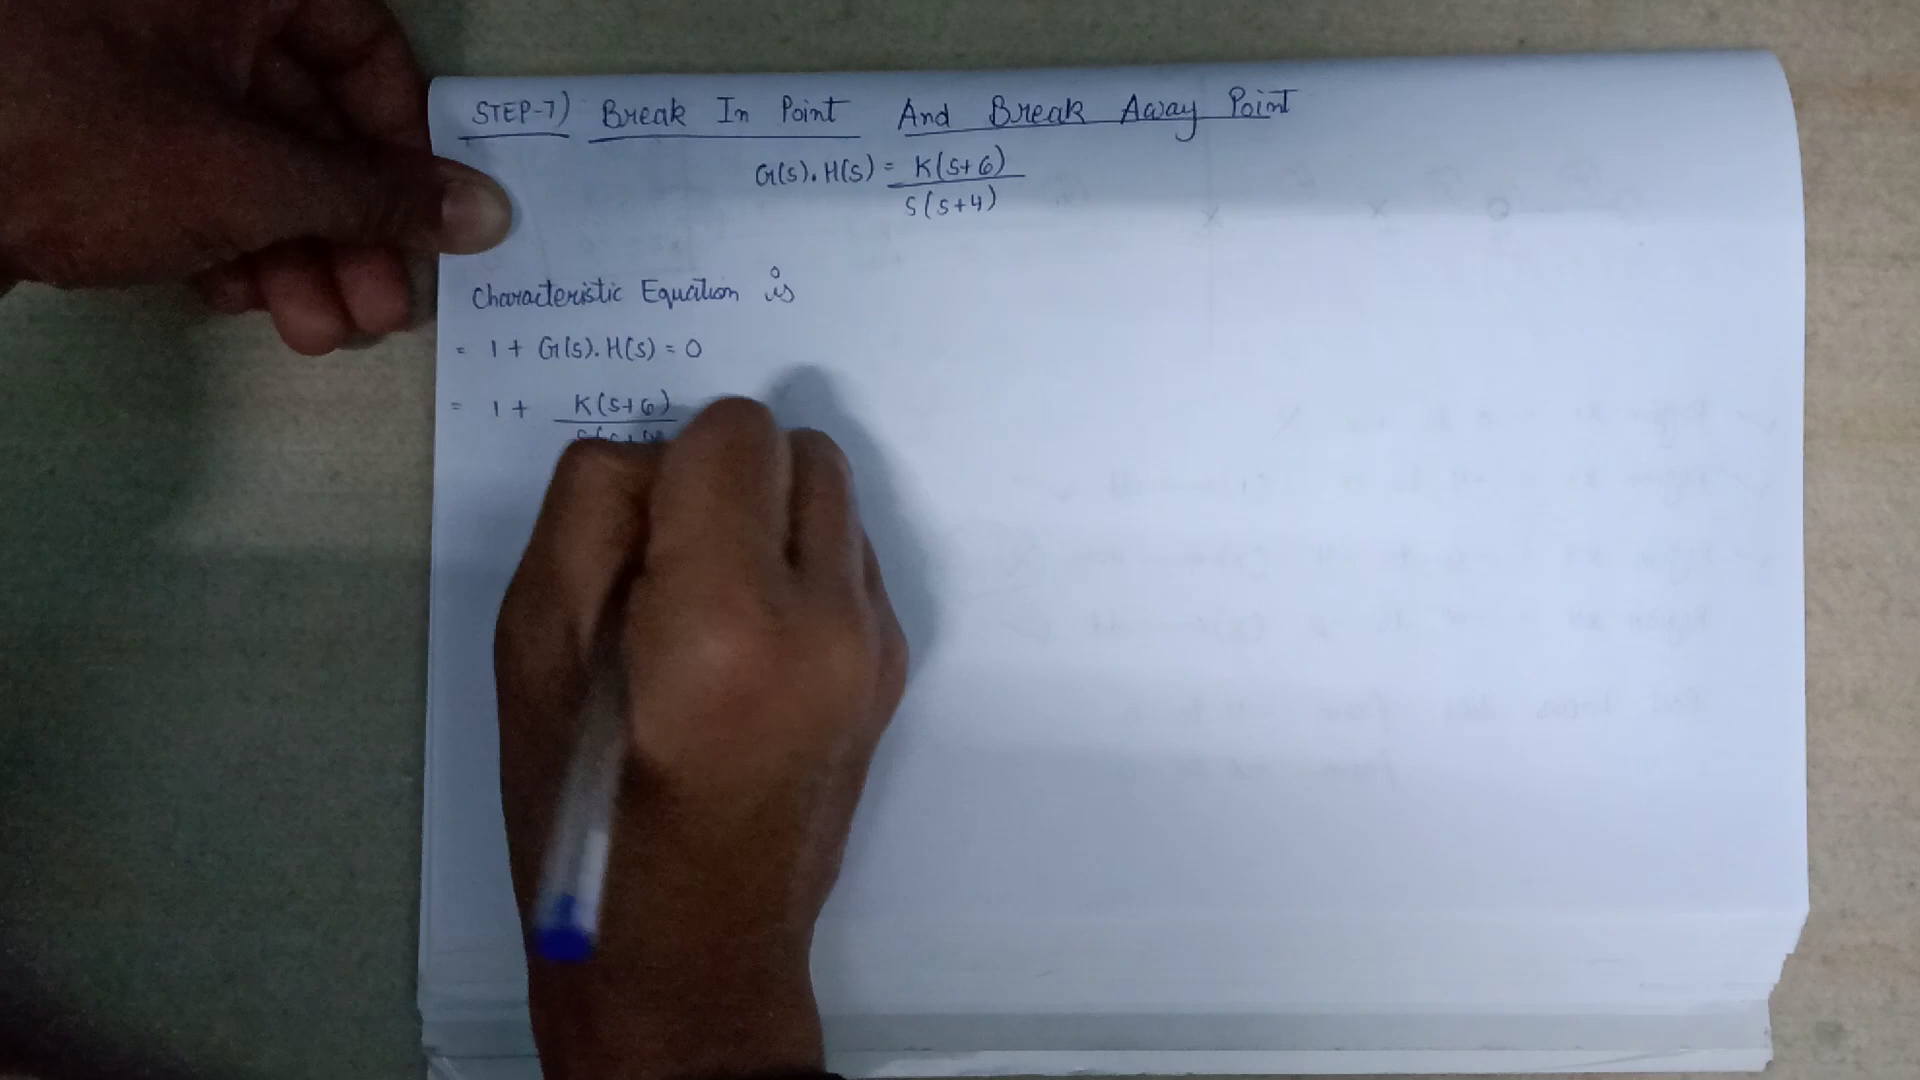 STEP-7) Break In Point And Break Away Point
G(s).H(s) = K(s+6)
s(s+4)
Characteristic Equation is
= 1 + G(s).H(s) = 0
= 1 + K(s+6)